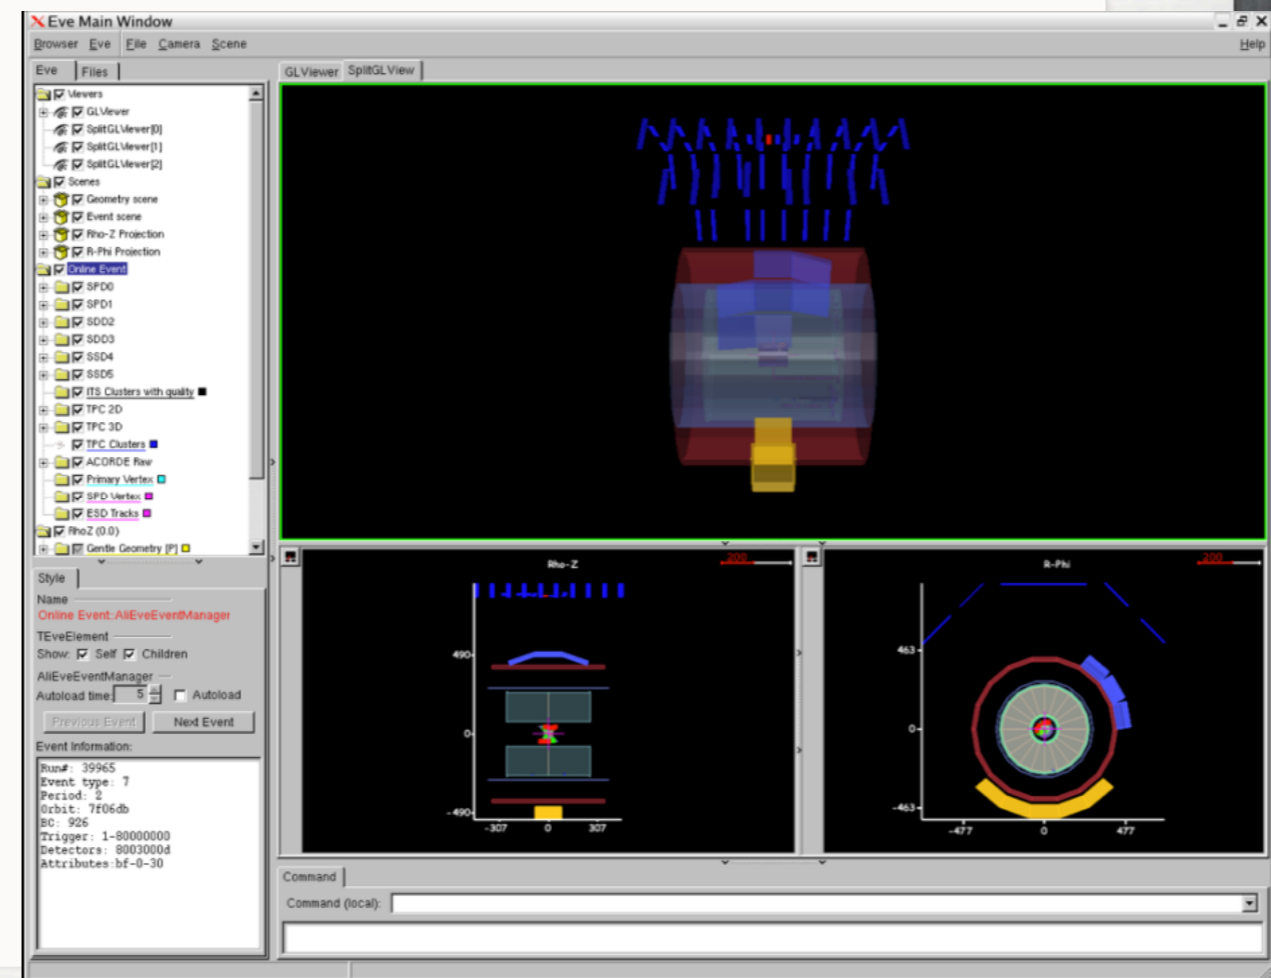 Eve Main Window
Browser Eve File Camera Scene Help
Eve Files
GLViewer SplitGLView
Viewers
GLViewer
SplitGLViewer[0]
SplitGLViewer[1]
SplitGLViewer[2]
Scenes
Geometry scene
Event scene
Rho-Z Projection
R-Phi Projection
Online Event
SPD0
SPD1
SDD2
SDD3
SSD4
SSD5
ITS Clusters with quality
TPC 2D
TPC 3D
TPC Clusters
ACORDE Raw
Primary Vertex
SPD Vertex
ESD Tracks
RhoZ (0.0)
Gentle Geometry [P]
Style
Name
Online Event:AliEveEventManager
TEveElement
Show: Self Children
AliEveEventManager
Autoload time: 5 Autoload
Previous Event Next Event
Event Information:
Run#: 39965
Event type: 7
Period: 2
Orbit: 7f06db
BC: 926
Trigger: 1-80000000
Detectors: 8003000d
Attributes:bf-0-30
Rho-Z
200
490
0
-490
-307 0 307
R-Phi
200
463
0
-463
-477 0 477
Command
Command (local):